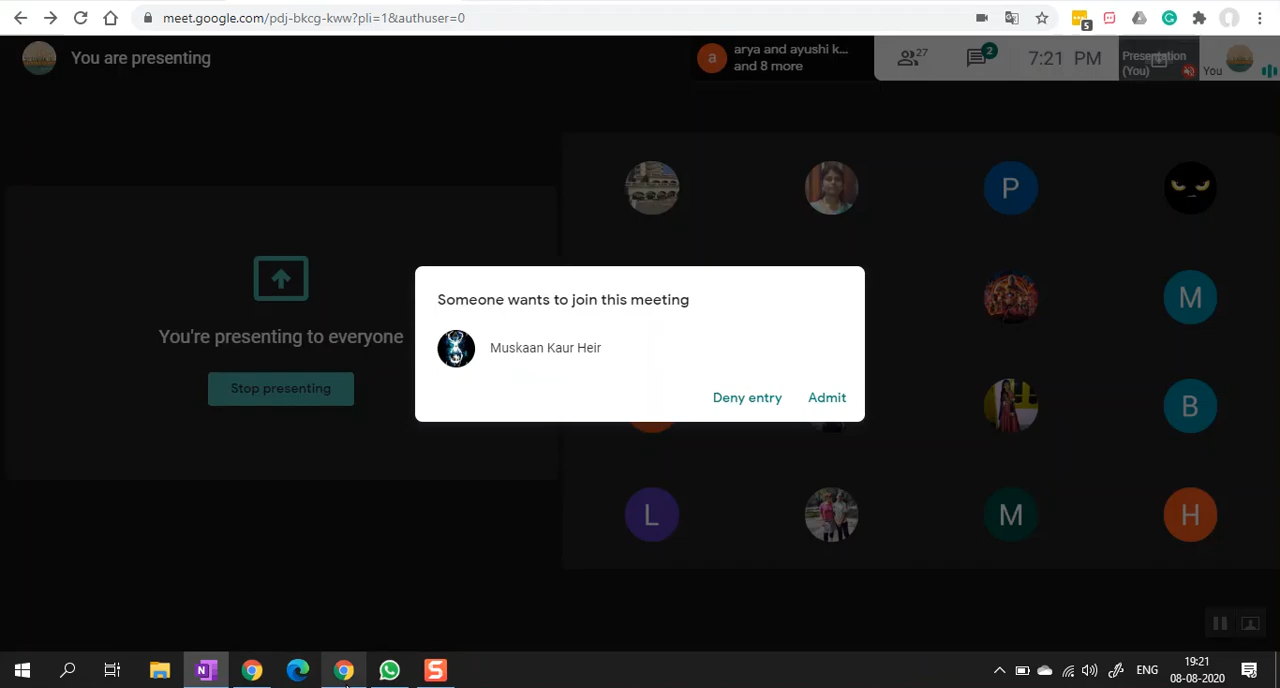 meet.google.com/pdj-bkcg-kww?pli=1&authuser=0
5
You are presenting
a
arya and ayushi k...
and 8 more
27
2
7:21 PM
Presentation
(You)
You
P
Someone wants to join this meeting
You're presenting to everyone
Muskaan Kaur Heir
M
Stop presenting
Deny entry
Admit
B
L
M
H
N
S
ENG
19:21
08-08-2020